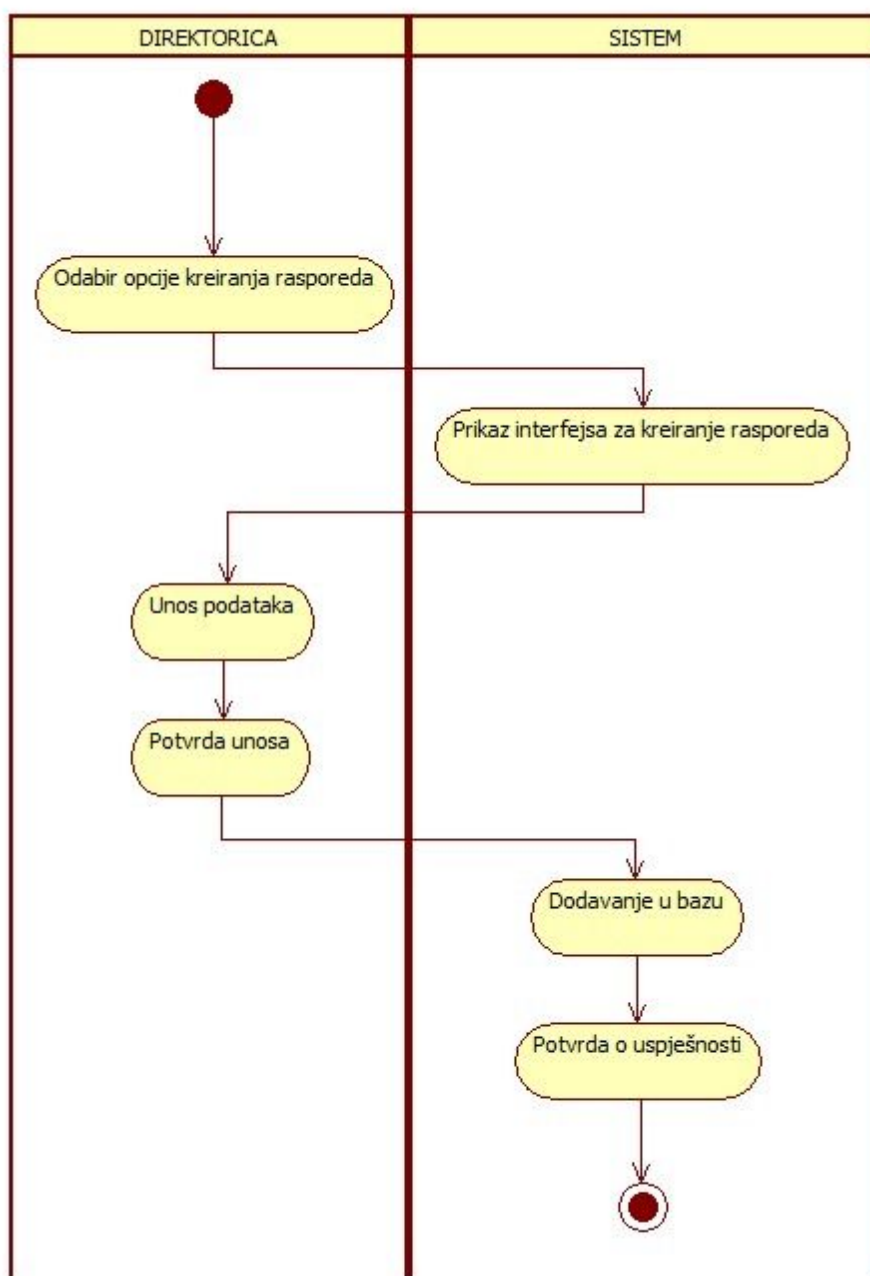 DIREKTORICA
SISTEM
Odabir opcije kreiranja rasporeda
Prikaz interfejsa za kreiranje rasporeda
Unos podataka
Potvrda unosa
Dodavanje u bazu
Potvrda o uspješnosti